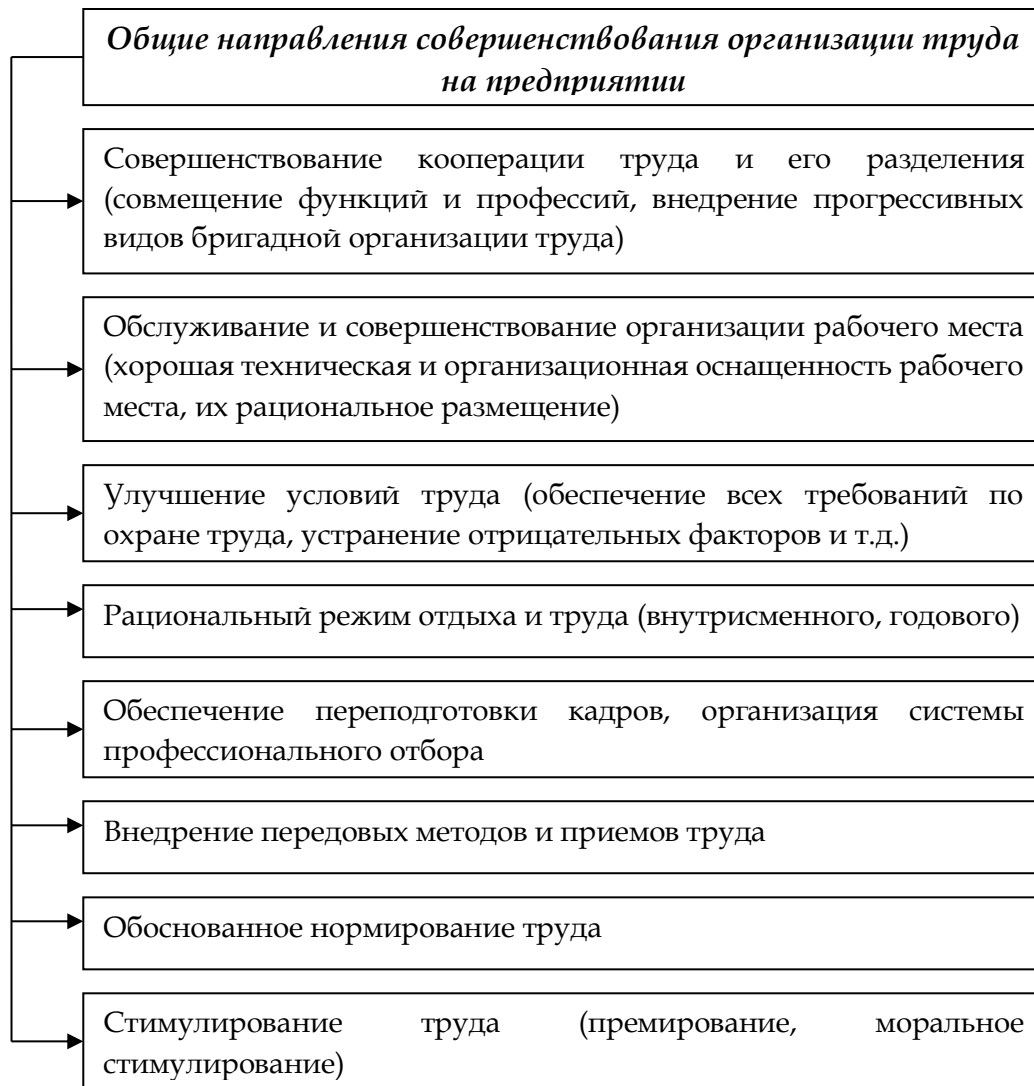 Общие направления совершенствования организации труда
на предприятии
Совершенствование кооперации труда и его разделения
(совмещение функций и профессий, внедрение прогрессивных
видов бригадной организации труда)
Обслуживание и совершенствование организации рабочего места
(хорошая техническая и организационная оснащенность рабочего
места, их рациональное размещение)
Улучшение условий труда (обеспечение всех требований по
охране труда, устранение отрицательных факторов и т.д.)
Рациональный режим отдыха и труда (внутрисменного, годового)
Обеспечение переподготовки кадров, организация системы
профессионального отбора
Внедрение передовых методов и приемов труда
Обоснованное нормирование труда
Стимулирование труда (премирование, моральное
стимулирование)